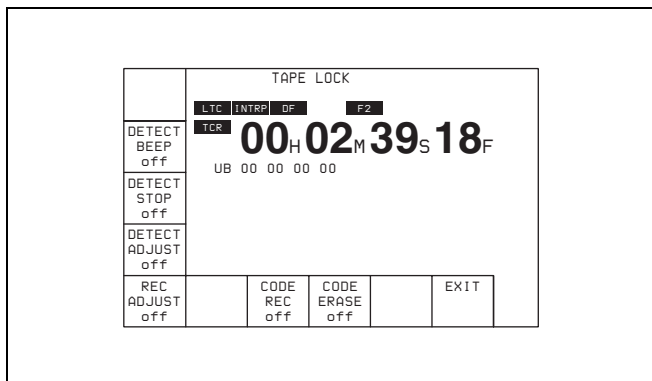 TAPE LOCK
LTC INTRP DF F2
TCR 00H 02M 39S 18F
UB 00 00 00 00
DETECT
BEEP
off
DETECT
STOP
off
DETECT
ADJUST
off
REC
ADJUST
off
CODE
REC
off
CODE
ERASE
off
EXIT